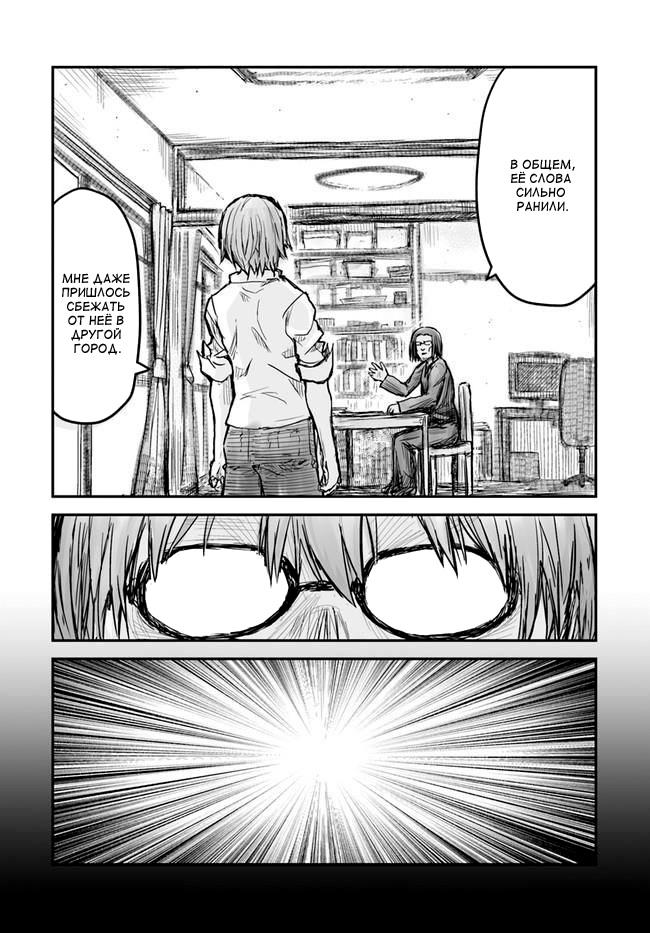 В ОБЩЕМ,
ЕЁ СЛОВА
СИЛЬНО
РАНИЛИ.
МНЕ ДАЖЕ
ПРИШЛОСЬ
СБЕЖАТЬ
ОТ НЕЁ В
ДРУГОЙ
ГОРОД.